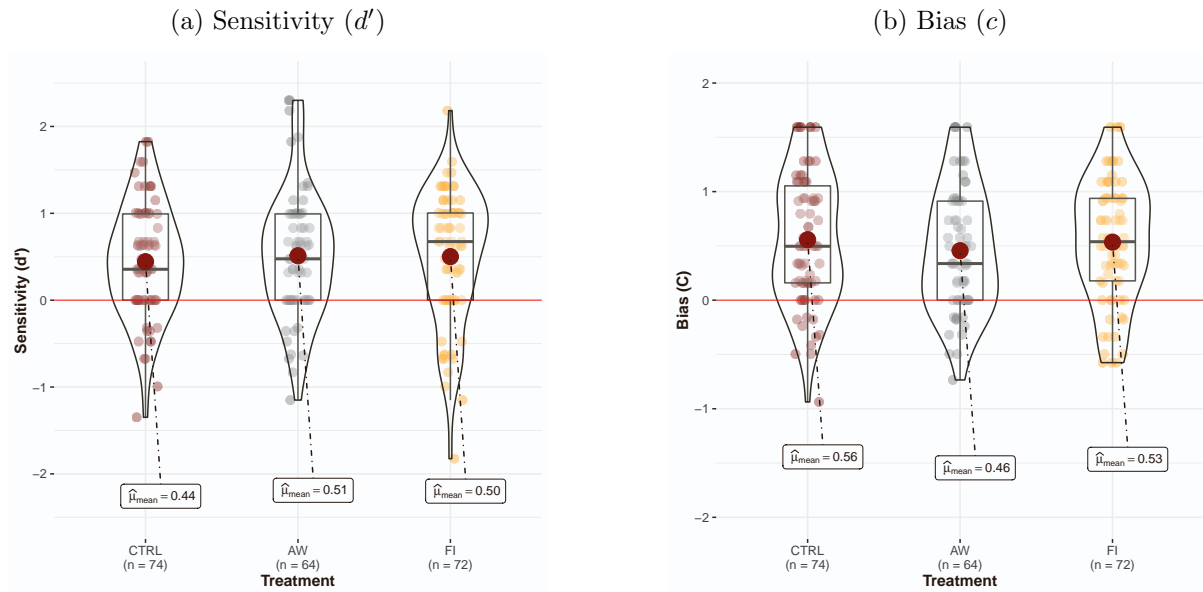 (a) Sensitivity (d′)
Sensitivity (d')
2
1
0
−1
−2
μ̂mean = 0.44
μ̂mean = 0.51
μ̂mean = 0.50
CTRL
(n = 74)
AW
(n = 64)
FI
(n = 72)
Treatment
(b) Bias (c)
Bias (C)
2
1
0
−1
−2
μ̂mean = 0.56
μ̂mean = 0.46
μ̂mean = 0.53
CTRL
(n = 74)
AW
(n = 64)
FI
(n = 72)
Treatment